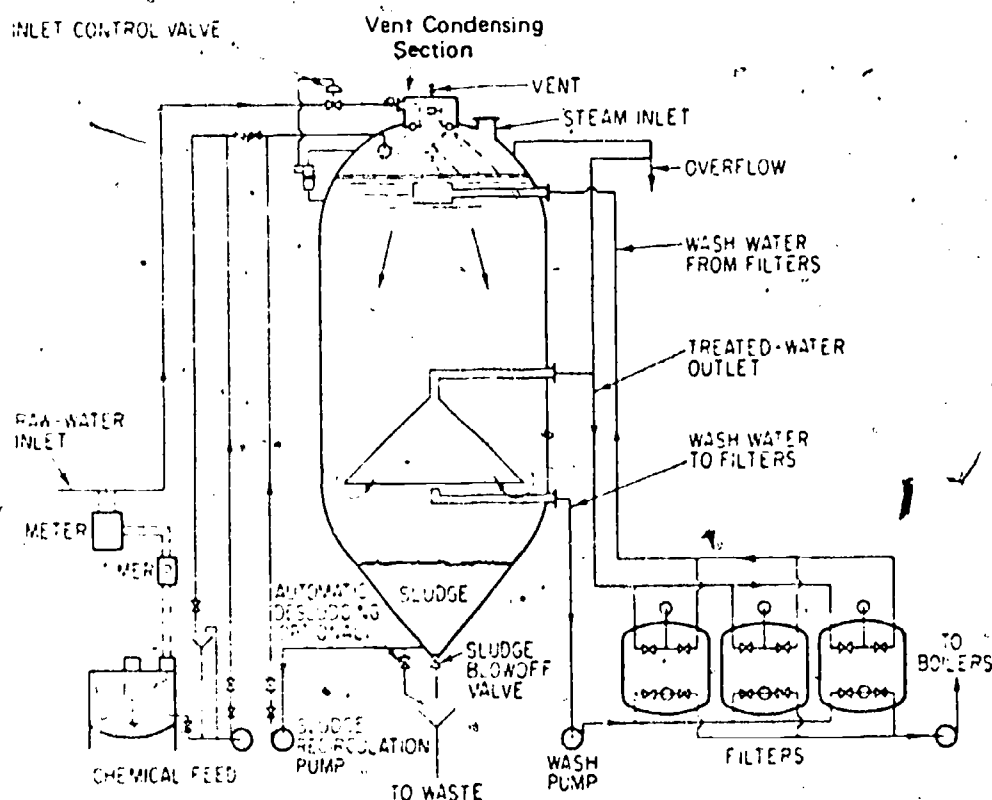 INLET CONTROL VALVE
Vent Condensing
Section
VENT
STEAM INLET
OVERFLOW
WASH WATER
FROM FILTERS
TREATED-WATER
OUTLET
RAW-WATER
INLET
WASH WATER
TO FILTERS
METER
SLUDGE
AUTOMATIC
DESLUDGING
SLUDGE
BLOWOFF
VALVE
TO
BOILERS
SLUDGE
RECIRCULATION
PUMP
CHEMICAL FEED
TO WASTE
WASH
PUMP
FILTERS